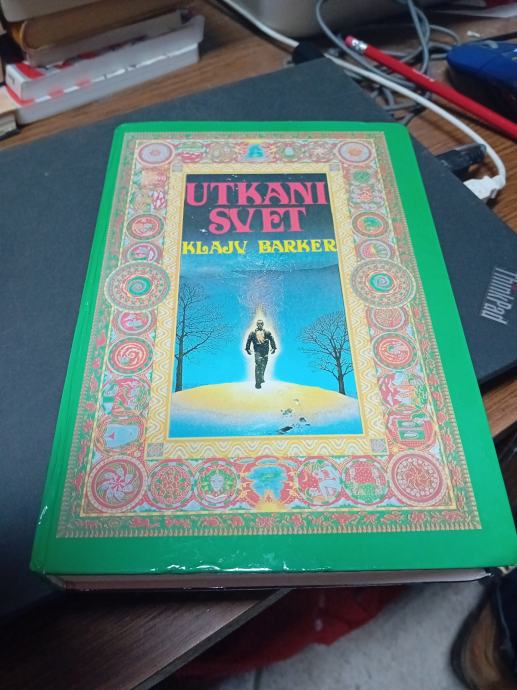 UTKANI
SVET
KLAJV BARKER
ThinkPad